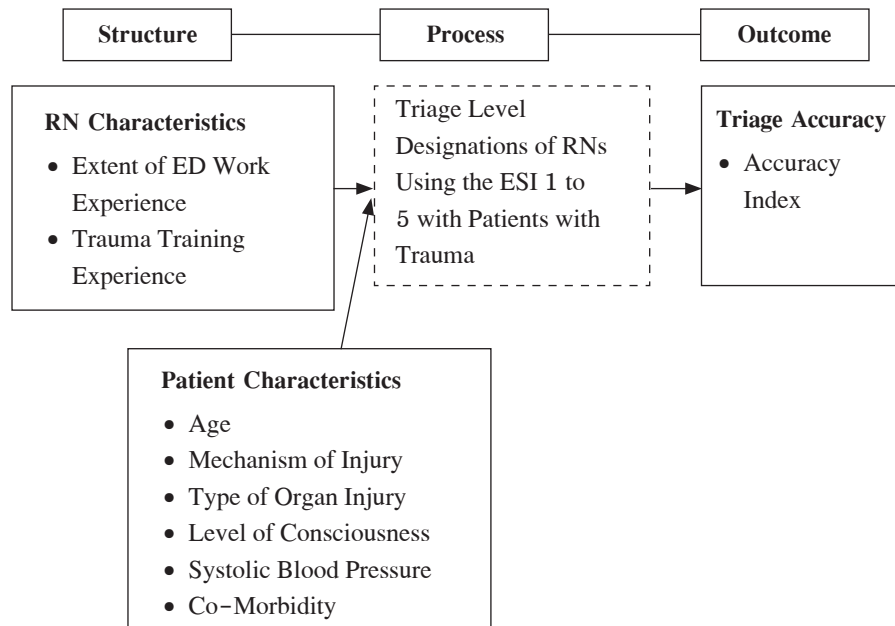 Structure
Process
Outcome
RN Characteristics
• Extent of ED Work
Experience
• Trauma Training
Experience
Triage Level
Designations of RNs
Using the ESI 1 to
5 with Patients with
Trauma
Triage Accuracy
• Accuracy
Index
Patient Characteristics
• Age
• Mechanism of Injury
• Type of Organ Injury
• Level of Consciousness
• Systolic Blood Pressure
• Co-Morbidity